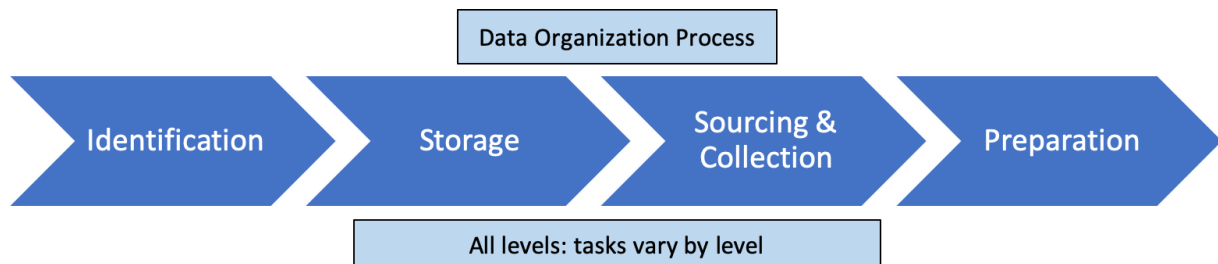 Data Organization Process
Identification
Storage
Sourcing &
Collection
Preparation
All levels: tasks vary by level